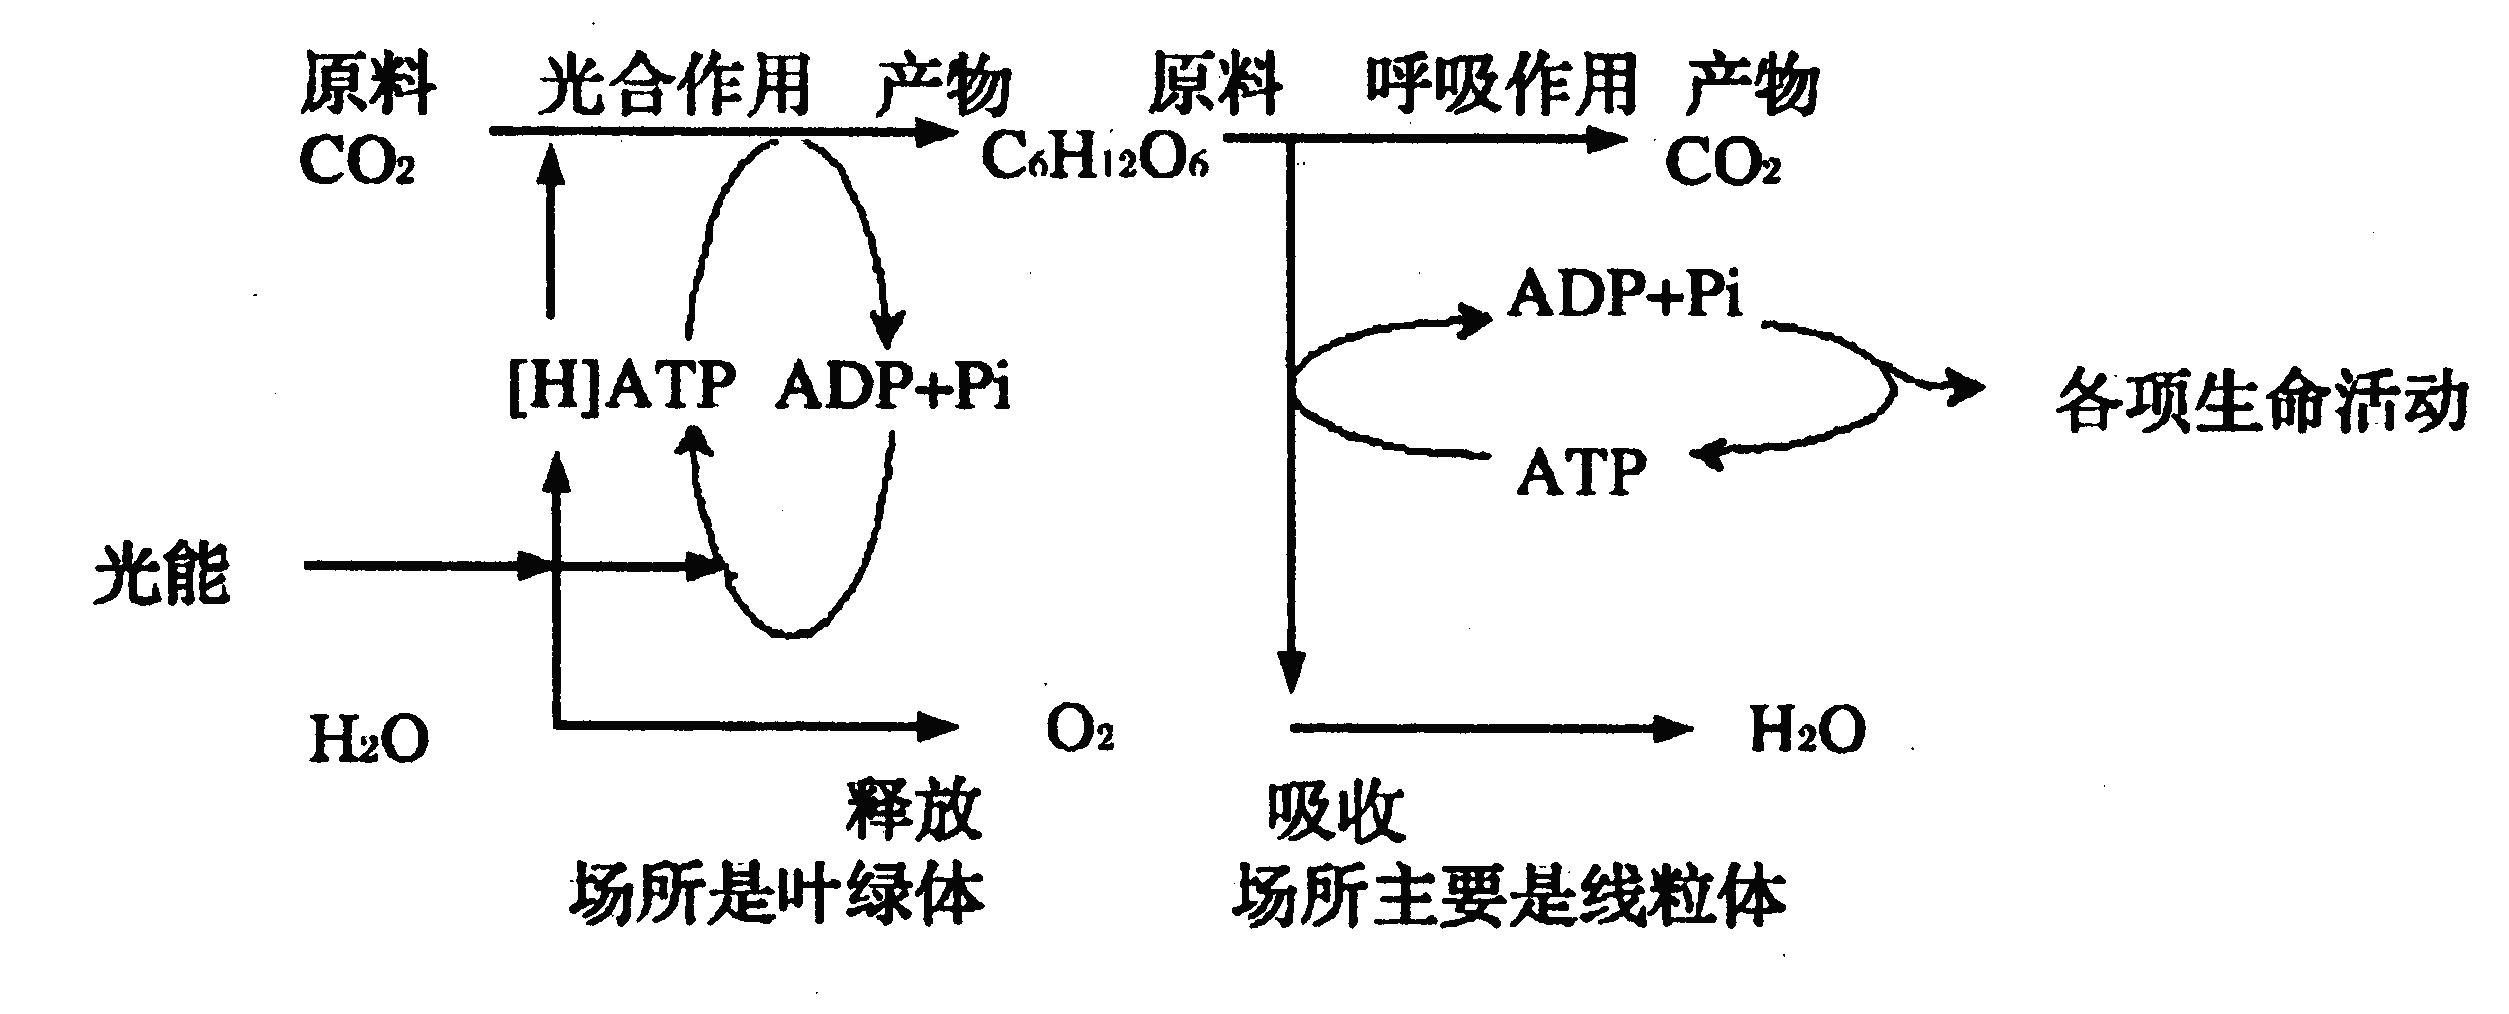 原料 光合作用 产物 原料 呼吸作用 产物
CO₂ C₆H₁₂O₆ CO₂
ADP+Pi
[H]ATP ADP+Pi 各项生命活动
ATP
光能
H₂O O₂ H₂O
释放 吸收
场所是叶绿体 场所主要是线粒体